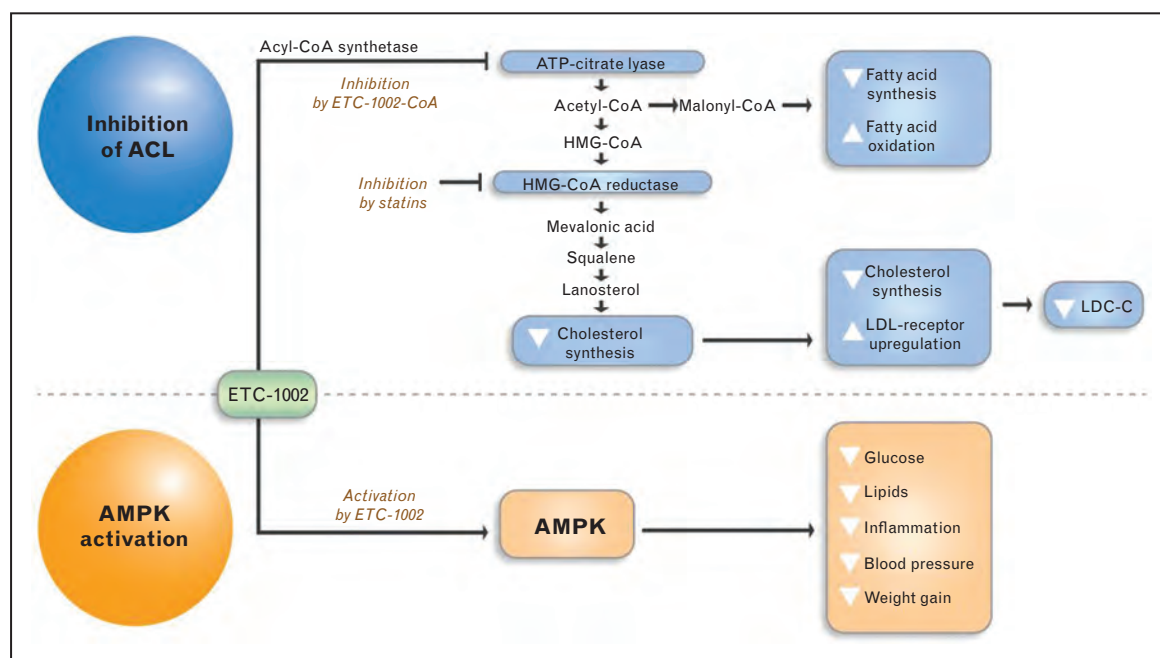 Inhibition
of ACL
Acyl-CoA synthetase
Inhibition
by ETC-1002-CoA
ATP-citrate lyase
Acetyl-CoA
Malonyl-CoA
Fatty acid
synthesis
Fatty acid
oxidation
HMG-CoA
Inhibition
by statins
HMG-CoA reductase
Mevalonic acid
Squalene
Lanosterol
Cholesterol
synthesis
Cholesterol
synthesis
LDL-receptor
upregulation
LDC-C
ETC-1002
AMPK
activation
Activation
by ETC-1002
AMPK
Glucose
Lipids
Inflammation
Blood pressure
Weight gain